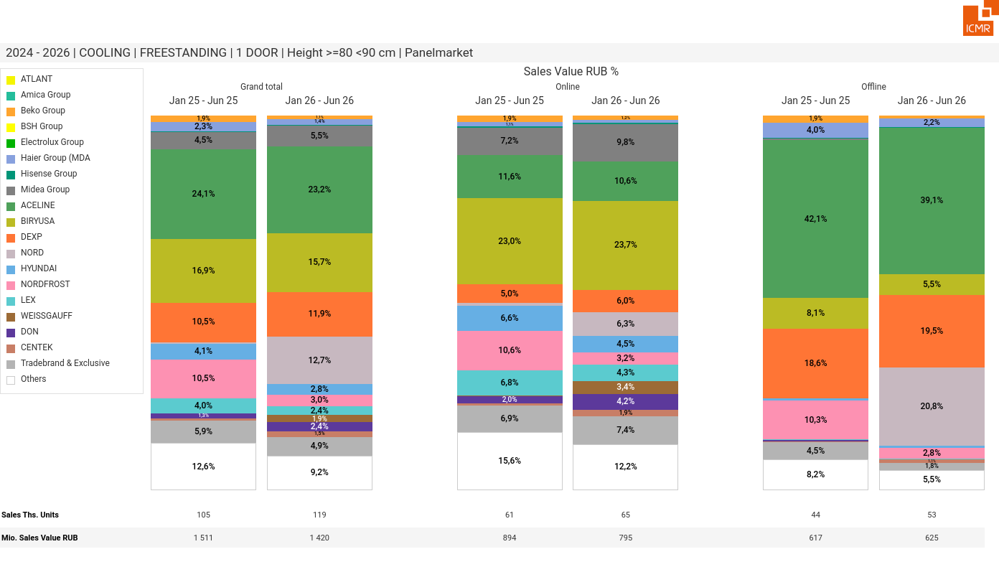 ICMR
2024 - 2026 | COOLING | FREESTANDING | 1 DOOR | Height >=80 <90 cm | Panelmarket
Sales Value RUB %
Grand total
Online
Offline
Jan 25 - Jun 25
Jan 26 - Jun 26
Jan 25 - Jun 25
Jan 26 - Jun 26
Jan 25 - Jun 25
Jan 26 - Jun 26
ATLANT
Amica Group
Beko Group
BSH Group
Electrolux Group
Haier Group (MDA
Hisense Group
Midea Group
ACELINE
BIRYUSA
DEXP
NORD
HYUNDAI
NORDFROST
LEX
WEISSGAUFF
DON
CENTEK
Tradebrand & Exclusive
Others
1,9%
2,3%
4,5%
24,1%
16,9%
10,5%
4,1%
10,5%
4,0%
1,3%
5,9%
12,6%
1,1%
1,4%
5,5%
23,2%
15,7%
11,9%
12,7%
2,8%
3,0%
2,4%
1,9%
2,4%
1,5%
4,9%
9,2%
1,9%
1,1%
7,2%
11,6%
23,0%
5,0%
6,6%
10,6%
6,8%
2,0%
6,9%
15,6%
1,2%
9,8%
10,6%
23,7%
6,0%
6,3%
4,5%
3,2%
4,3%
3,4%
4,2%
1,9%
7,4%
12,2%
1,9%
4,0%
42,1%
8,1%
18,6%
10,3%
4,5%
8,2%
2,2%
39,1%
5,5%
19,5%
20,8%
2,8%
1,1%
1,8%
5,5%
Sales Ths. Units 105 119 61 65 44 53
Mio. Sales Value RUB 1 511 1 420 894 795 617 625